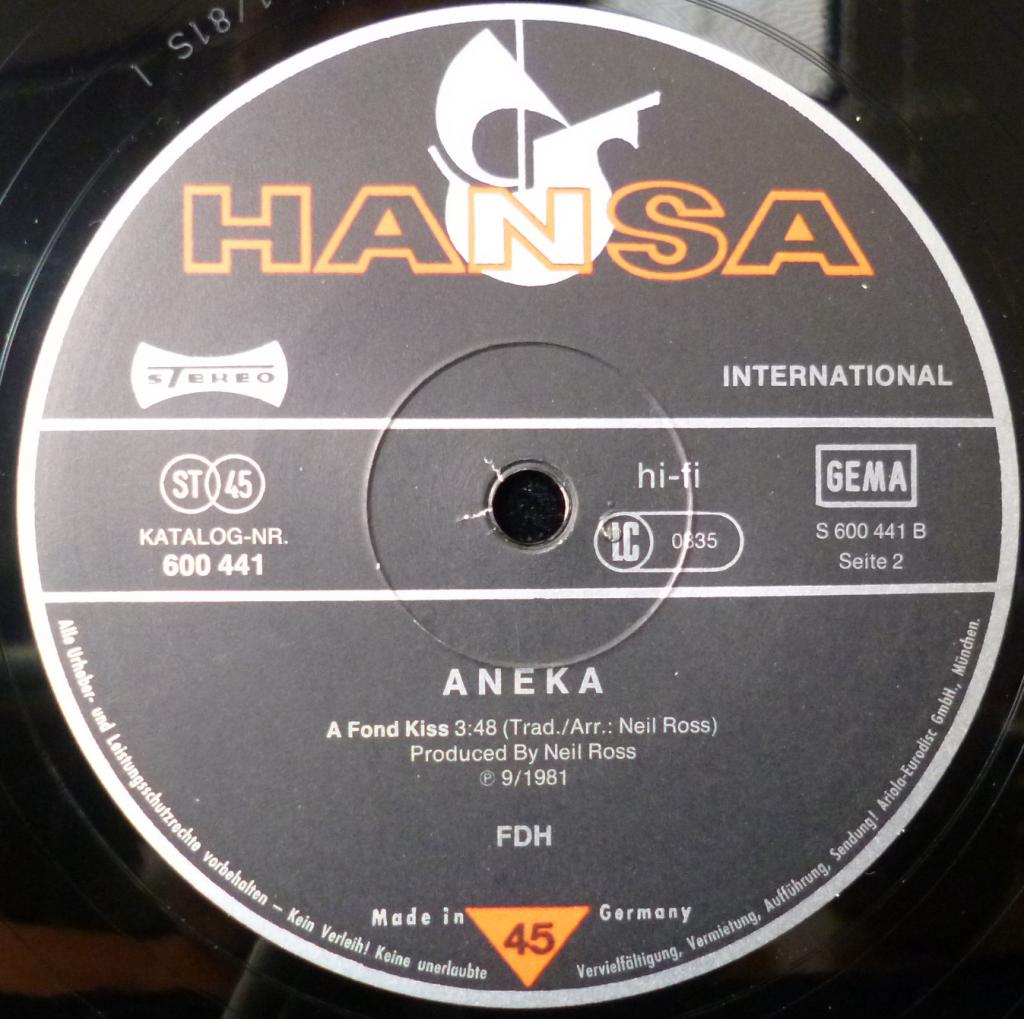 HANSA
STEREO
INTERNATIONAL
ST 45
KATALOG-NR.
600 441
hi-fi
LC 0835
GEMA
S 600 441 B
Seite 2
ANEKA
A Fond Kiss 3:48 (Trad./Arr.: Neil Ross)
Produced By Neil Ross
℗ 9/1981
FDH
Made in 45 Germany
Alle Urheber- und Leistungsschutzrechte vorbehalten – Kein Verleih! Keine unerlaubte Vervielfältigung, Vermietung, Aufführung, Sendung! Ariola-Eurodisc GmbH., München.